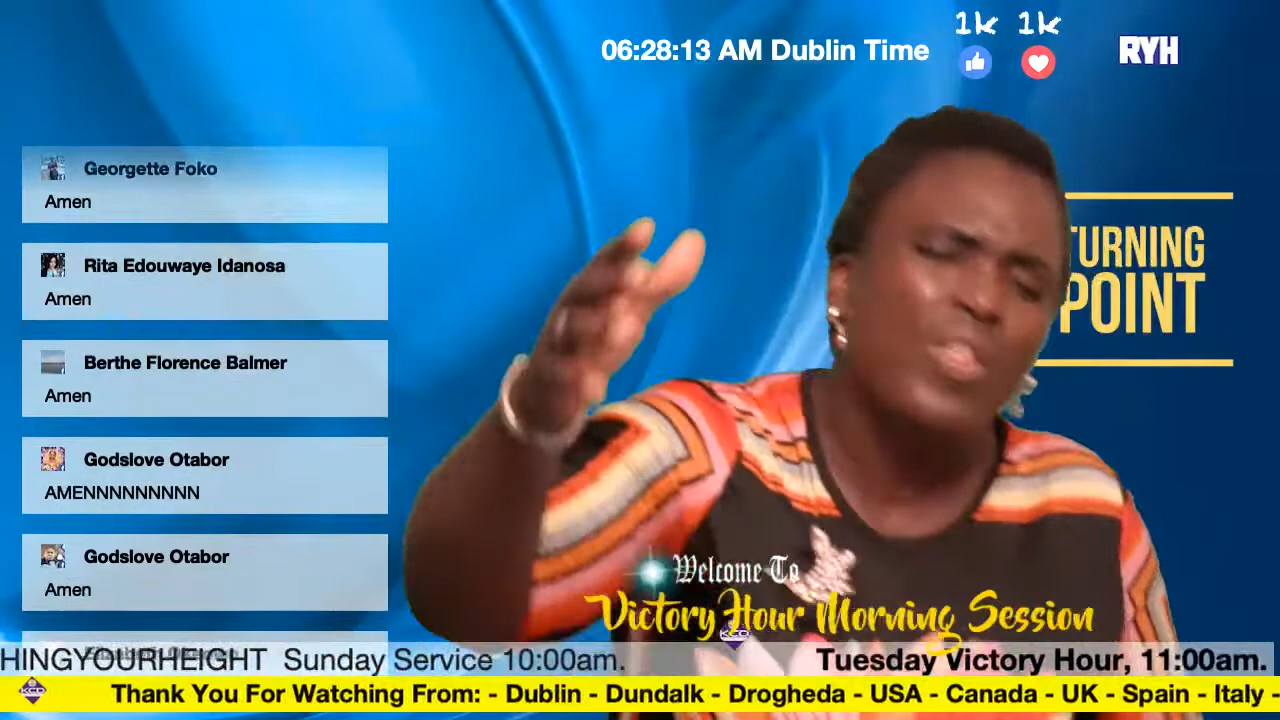 1k 1k
06:28:13 AM Dublin Time
RYH
Georgette Foko
Amen
Rita Edouwaye Idanosa
Amen
Berthe Florence Balmer
Amen
Godslove Otabor
AMENNNNNNNNN
Godslove Otabor
Amen
TURNING
POINT
Welcome To
Victory Hour Morning Session
KCD
HINGYOURHEIGHT Sunday Service 10:00am. Tuesday Victory Hour, 11:00am.
KCD
Thank You For Watching From: - Dublin - Dundalk - Drogheda - USA - Canada - UK - Spain - Italy -